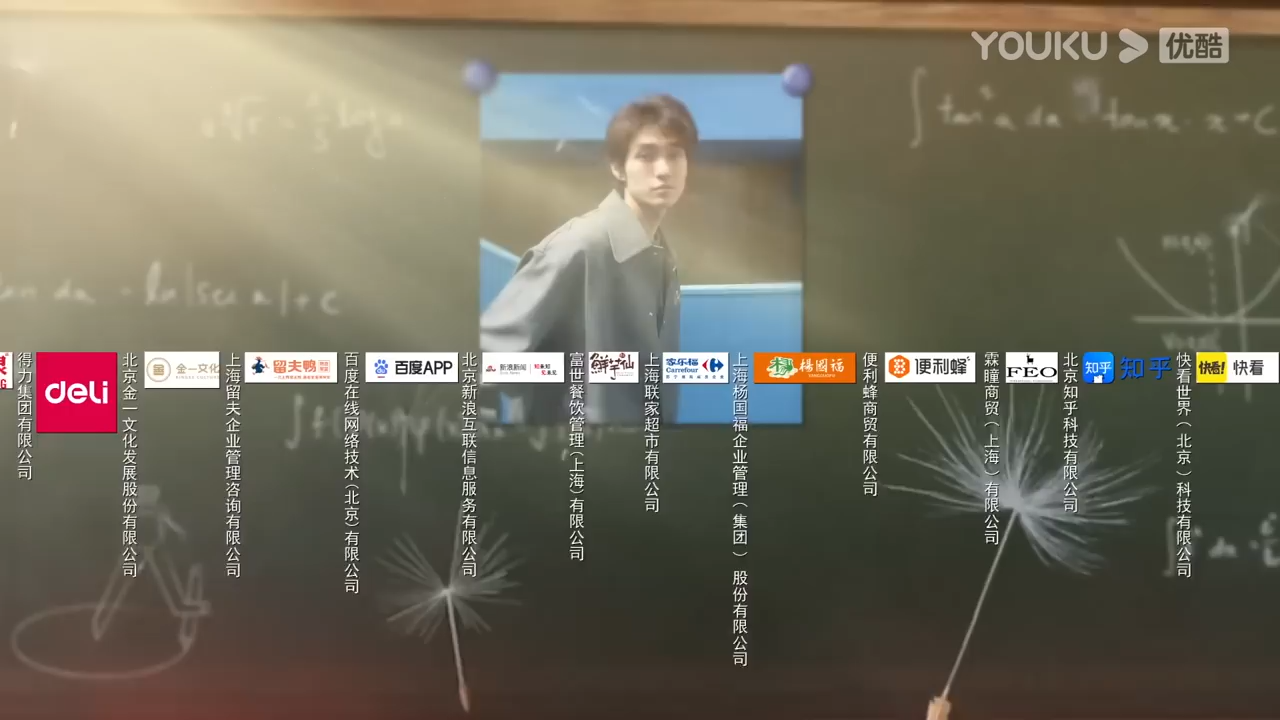 YOUKU 优酷
得力集团有限公司
deli
北京金一文化发展股份有限公司
金一文化
上海留夫企业管理咨询有限公司
留夫鸭
百度在线网络技术(北京)有限公司
百度APP
北京新浪互联信息服务有限公司
新浪新闻
富世餐饮管理(上海)有限公司
鲜芋仙
上海联家超市有限公司
家乐福
Carrefour
上海杨国福企业管理(集团)股份有限公司
楊國福
便利蜂商贸有限公司
便利蜂
霖瞳商贸(上海)有限公司
FEO
北京知乎科技有限公司
知乎 知乎
快看世界(北京)科技有限公司
快看! 快看